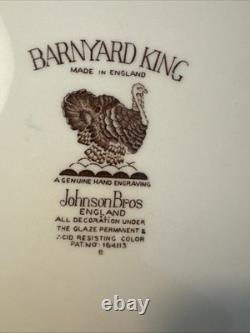 BARNYARD KING
MADE IN ENGLAND
A GENUINE HAND ENGRAVING
Johnson Bros
ENGLAND
ALL DECORATION UNDER
THE GLAZE PERMANENT &
ACID RESISTING COLOR
PAT. NO. 164113